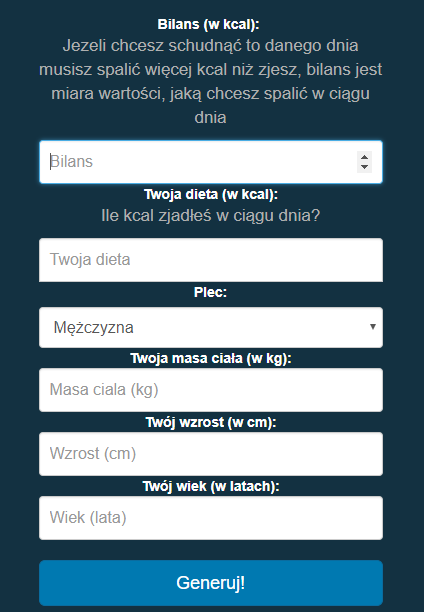 Bilans (w kcal):
Jezeli chcesz schudnąć to danego dnia
musisz spalić więcej kcal niż zjesz, bilans jest
miara wartości, jaką chcesz spalić w ciągu
dnia
Bilans
Twoja dieta (w kcal):
Ile kcal zjadłeś w ciągu dnia?
Twoja dieta
Plec:
Mężczyzna
Twoja masa ciała (w kg):
Masa ciala (kg)
Twój wzrost (w cm):
Wzrost (cm)
Twój wiek (w latach):
Wiek (lata)
Generuj!